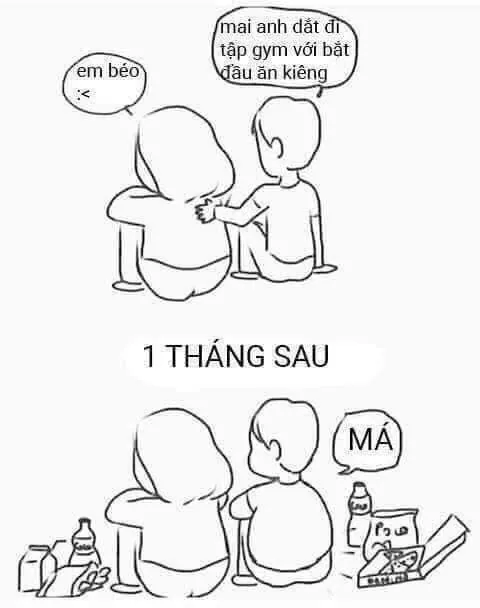 mai anh dắt đi
tập gym với bắt
đầu ăn kiêng
em béo
:<
1 THÁNG SAU
MÁ